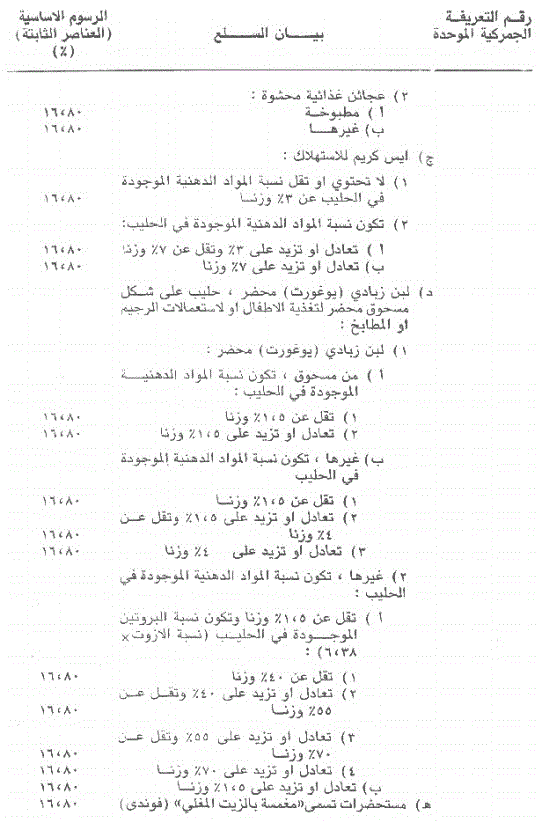 رقم التعريفة الجمركية الموحدة
بيان السلع
الرسوم الاساسية (العناصر الثابتة) (٪)
٢) عجائن غذائية محشوة :
أ ) مطبوخة ١٦،٨٠
ب) غيرها ١٦،٨٠
ج) ايس كريم للاستهلاك :
١) لا تحتوي او تقل نسبة المواد الدهنية الموجودة
في الحليب عن ٣٪ وزنا ١٦،٨٠
٢) تكون نسبة المواد الدهنية الموجودة في الحليب:
أ ) تعادل او تزيد على ٣٪ وتقل عن ٧٪ وزنا ١٦،٨٠
ب) تعادل او تزيد على ٧٪ وزنا ١٦،٨٠
د) لبن زبادي (يوغورت) محضر ، حليب على شكل
مسحوق محضر لتغذية الاطفال او لاستعمالات الرجيم
او المطابخ :
١) لبن زبادي (يوغورت) محضر :
أ ) من مسحوق ، تكون نسبة المواد الدهنية
الموجودة في الحليب :
١) تقل عن ١،٥٪ وزنا ١٦،٨٠
٢) تعادل او تزيد على ١،٥٪ وزنا ١٦،٨٠
ب) غيرها ، تكون نسبة المواد الدهنية الموجودة
في الحليب
١) تقل عن ١،٥٪ وزنا ١٦،٨٠
٢) تعادل او تزيد على ١،٥٪ وتقل عن
٤٪ وزنا ١٦،٨٠
٣) تعادل او تزيد على ٤٪ وزنا ١٦،٨٠
٢) غيرها ، تكون نسبة المواد الدهنية الموجودة في
الحليب :
أ ) تقل عن ١،٥٪ وزنا وتكون نسبة البروتين
الموجودة في الحليب (نسبة الازوت ×
٦،٣٨) :
١) تقل عن ٤٠٪ وزنا ١٦،٨٠
٢) تعادل او تزيد على ٤٠٪ وتقل عن
٥٥٪ وزنا ١٦،٨٠
٣) تعادل او تزيد على ٥٥٪ وتقل عن
٧٠٪ وزنا ١٦،٨٠
٤) تعادل او تزيد على ٧٠٪ وزنا ١٦،٨٠
ب) تعادل او تزيد على ١،٥٪ وزنا ١٦،٨٠
هـ) مستحضرات تسمى «مغمسة بالزيت المغلي» (فوندى) ١٦،٨٠